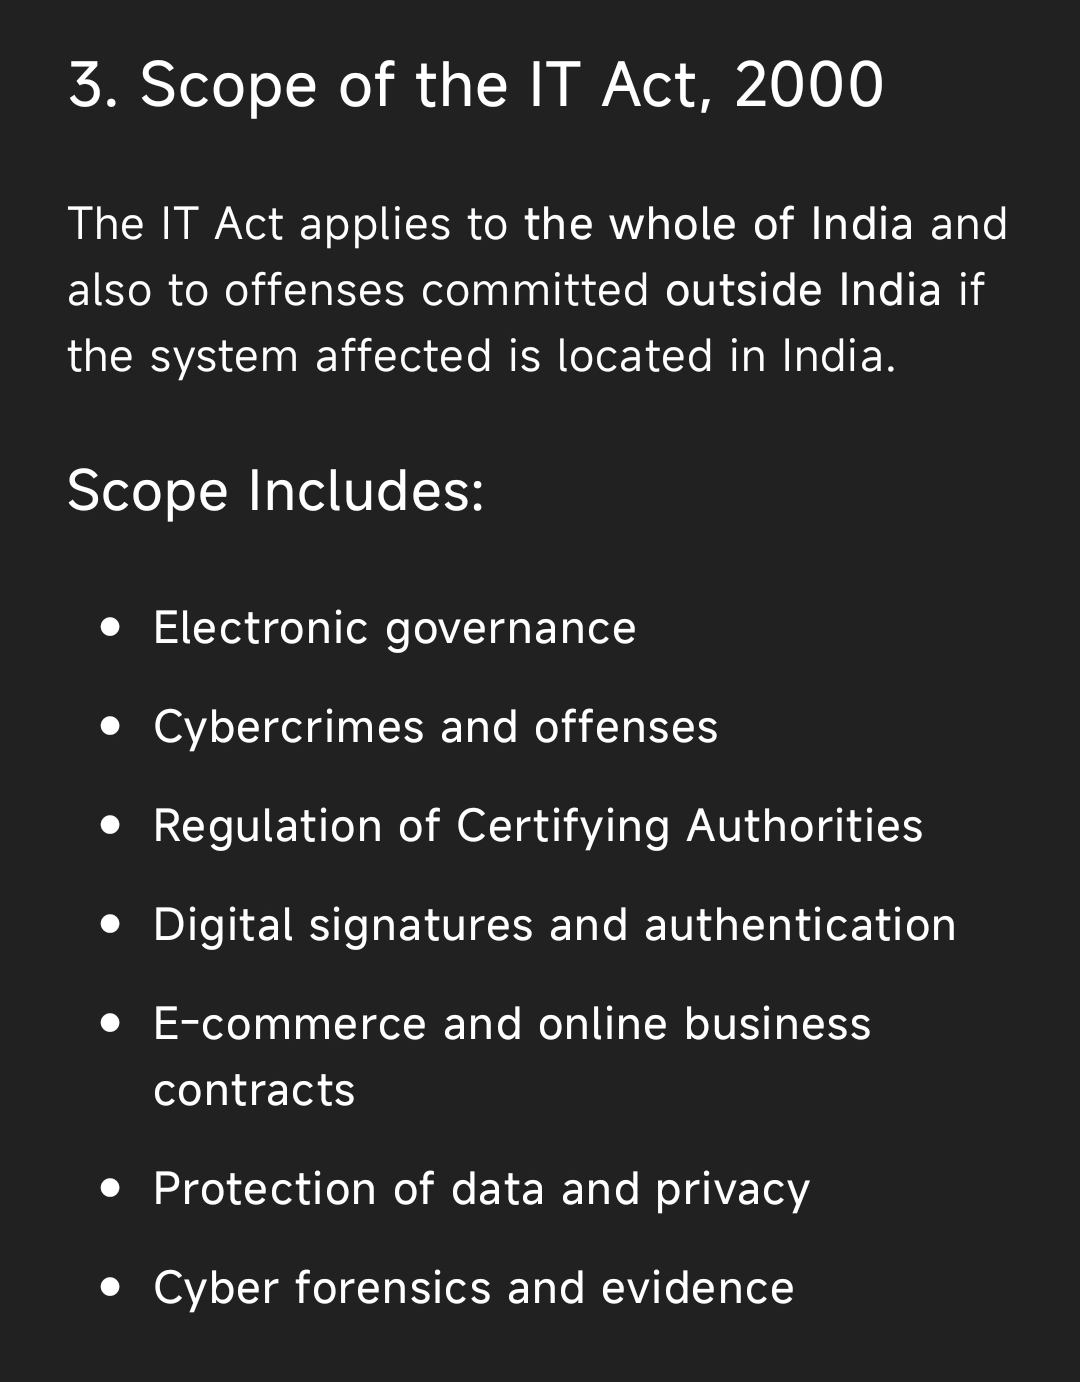 3. Scope of the IT Act, 2000
The IT Act applies to the whole of India and
also to offenses committed outside India if
the system affected is located in India.
Scope Includes:
• Electronic governance
• Cybercrimes and offenses
• Regulation of Certifying Authorities
• Digital signatures and authentication
• E-commerce and online business
contracts
• Protection of data and privacy
• Cyber forensics and evidence